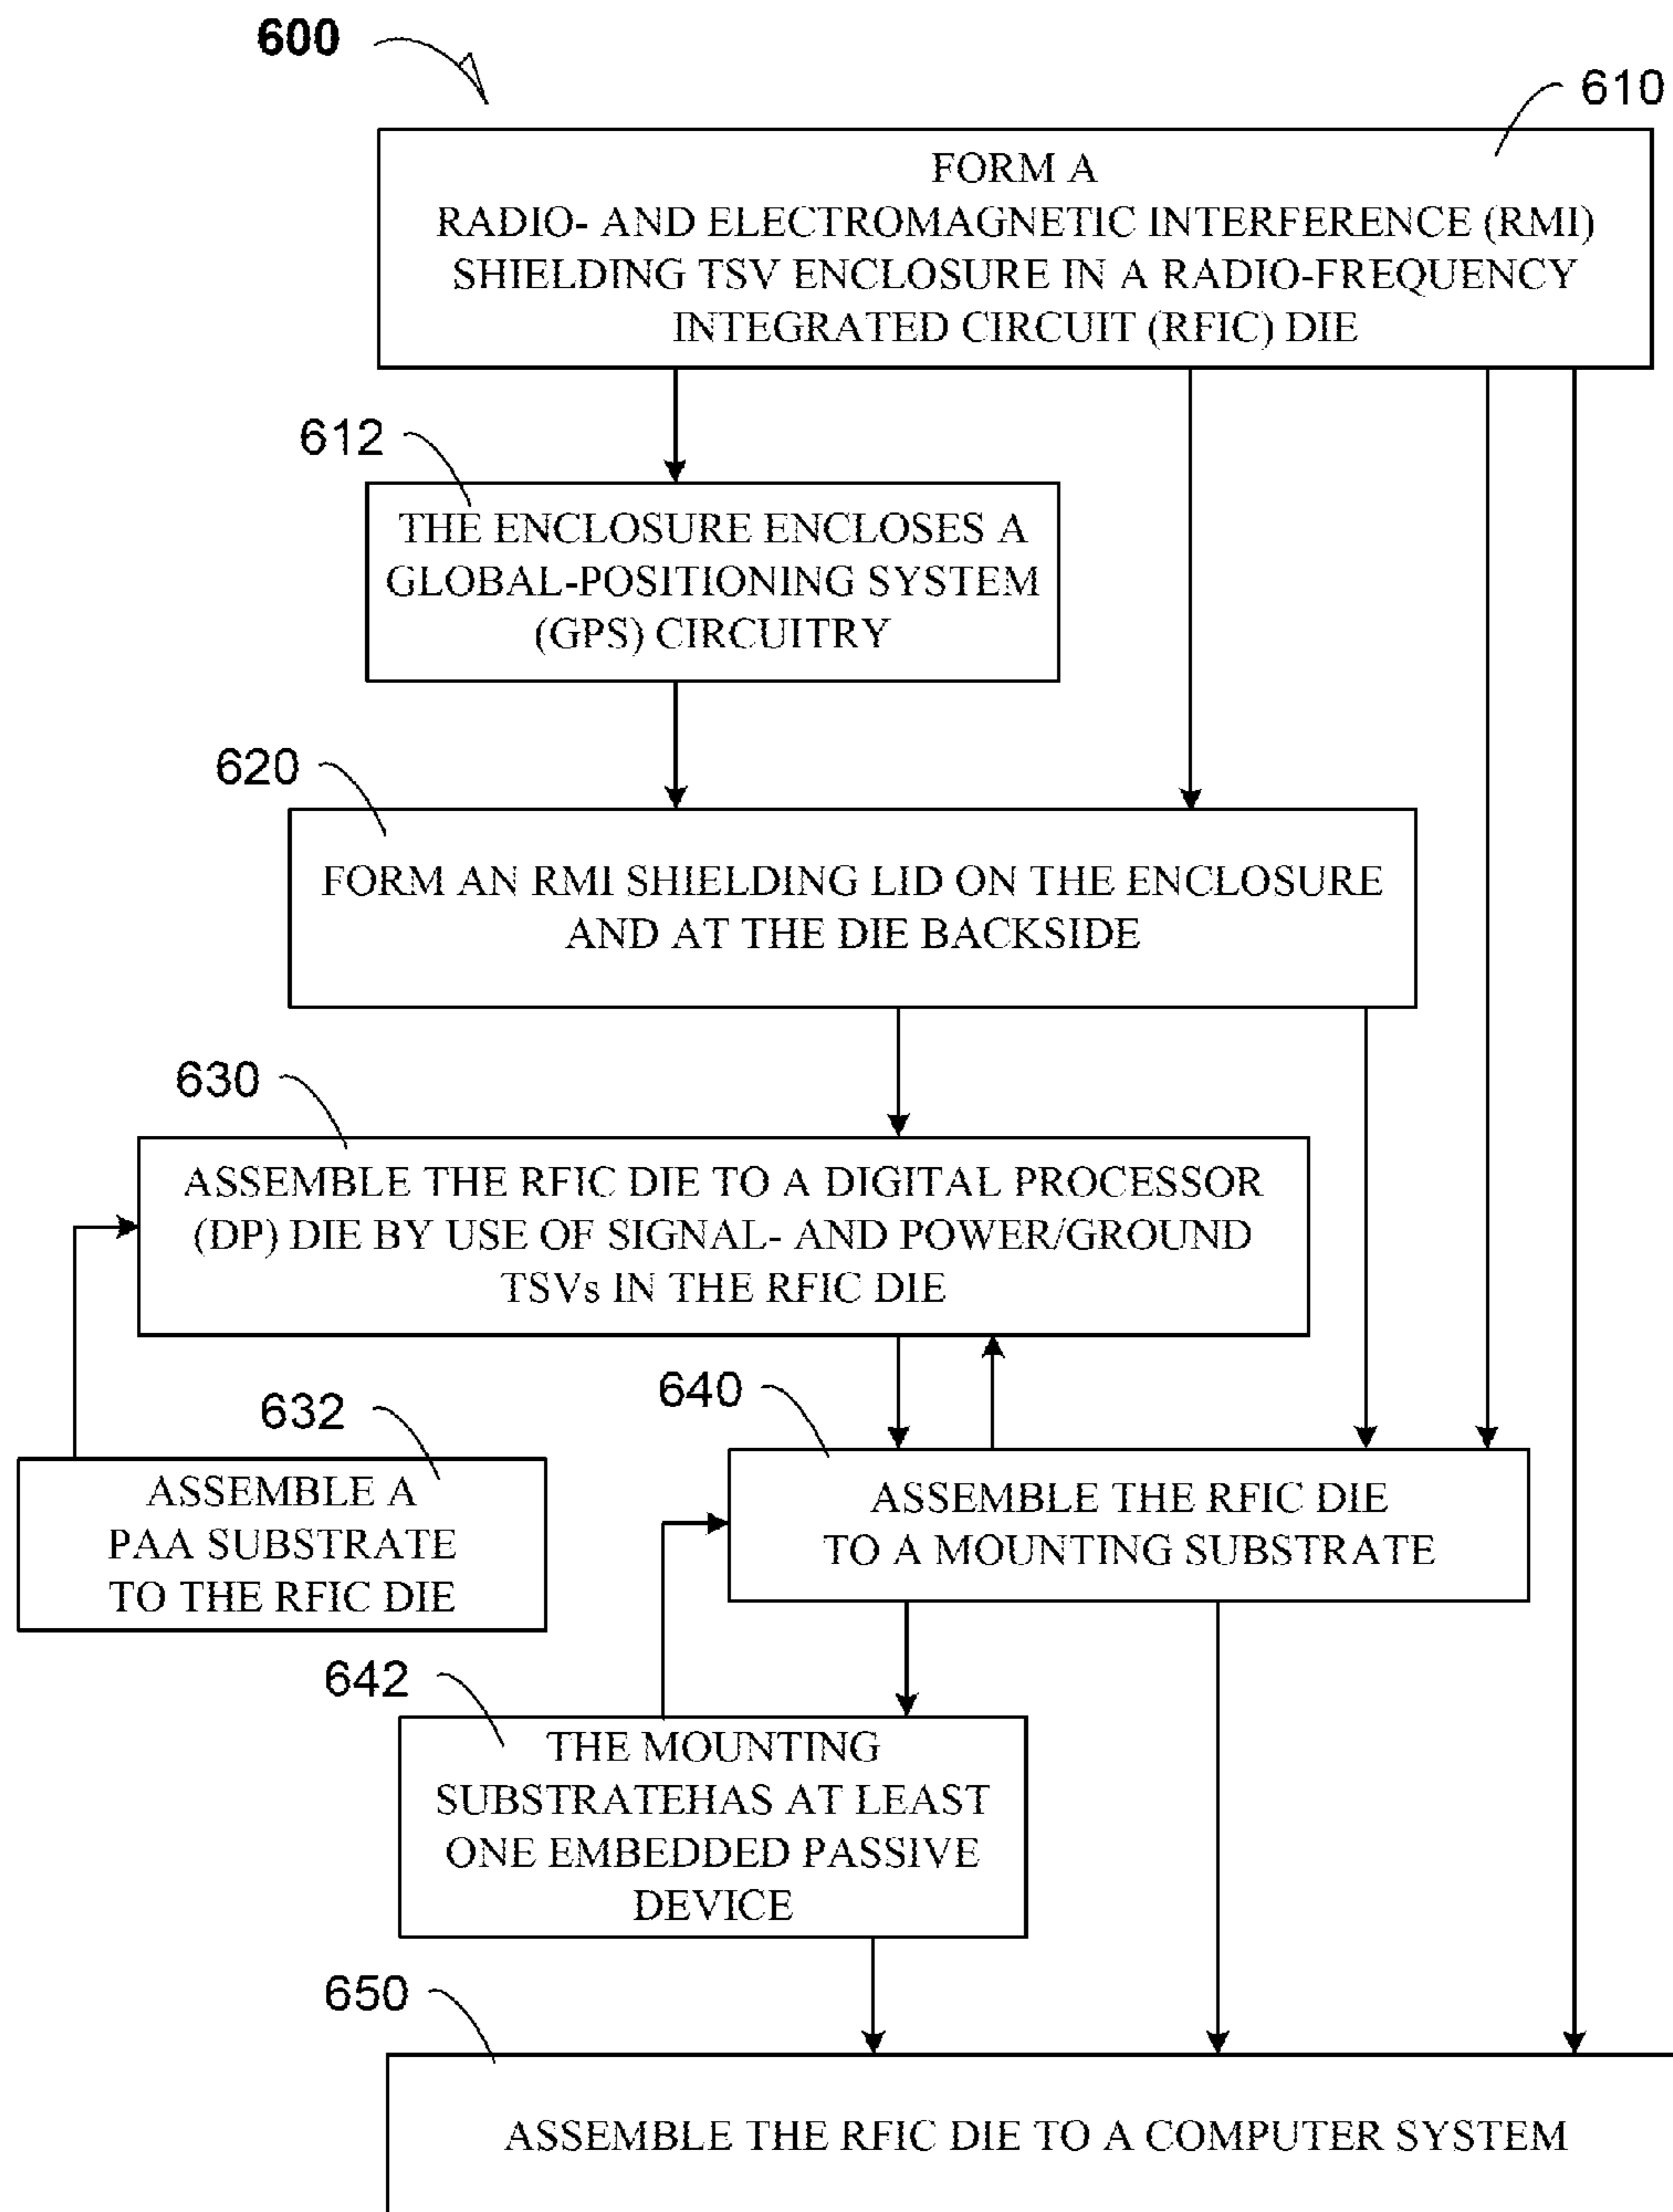 600
610
FORM A
RADIO- AND ELECTROMAGNETIC INTERFERENCE (RMI)
SHIELDING TSV ENCLOSURE IN A RADIO-FREQUENCY
INTEGRATED CIRCUIT (RFIC) DIE
612
THE ENCLOSURE ENCLOSES A
GLOBAL-POSITIONING SYSTEM
(GPS) CIRCUITRY
620
FORM AN RMI SHIELDING LID ON THE ENCLOSURE
AND AT THE DIE BACKSIDE
630
ASSEMBLE THE RFIC DIE TO A DIGITAL PROCESSOR
(DP) DIE BY USE OF SIGNAL- AND POWER/GROUND
TSVs IN THE RFIC DIE
632
ASSEMBLE A
PAA SUBSTRATE
TO THE RFIC DIE
640
ASSEMBLE THE RFIC DIE
TO A MOUNTING SUBSTRATE
642
THE MOUNTING
SUBSTRATEHAS AT LEAST
ONE EMBEDDED PASSIVE
DEVICE
650
ASSEMBLE THE RFIC DIE TO A COMPUTER SYSTEM